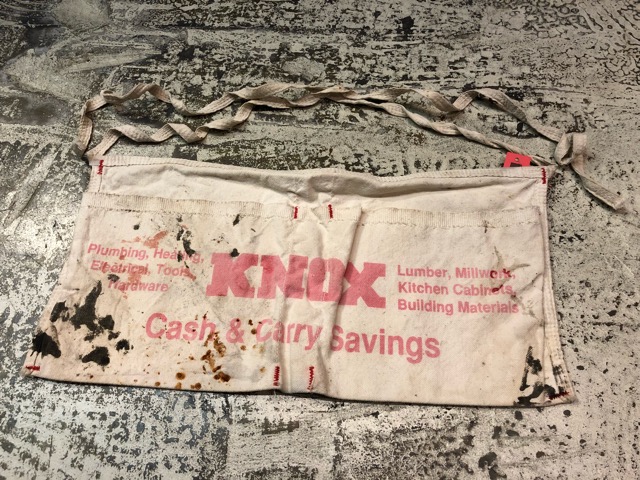 Plumbing, Heating,
Electrical, Tools,
Hardware
KNOX
Lumber, Millwork,
Kitchen Cabinets,
Building Materials
Cash & Carry Savings